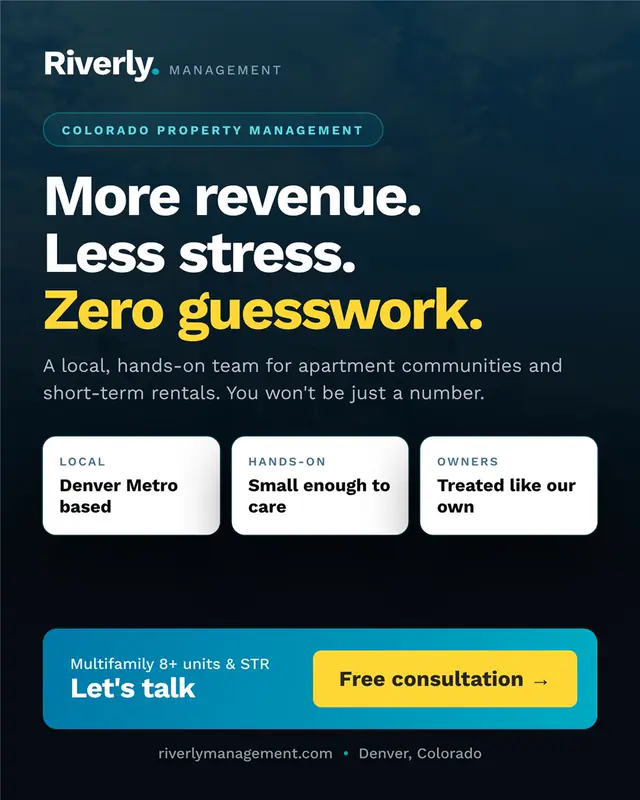 Riverly. MANAGEMENT
COLORADO PROPERTY MANAGEMENT
More revenue.
Less stress.
Zero guesswork.
A local, hands-on team for apartment communities and
short-term rentals. You won't be just a number.
LOCAL
Denver Metro
based
HANDS-ON
Small enough to
care
OWNERS
Treated like our
own
Multifamily 8+ units & STR
Let's talk
Free consultation →
riverlymanagement.com • Denver, Colorado